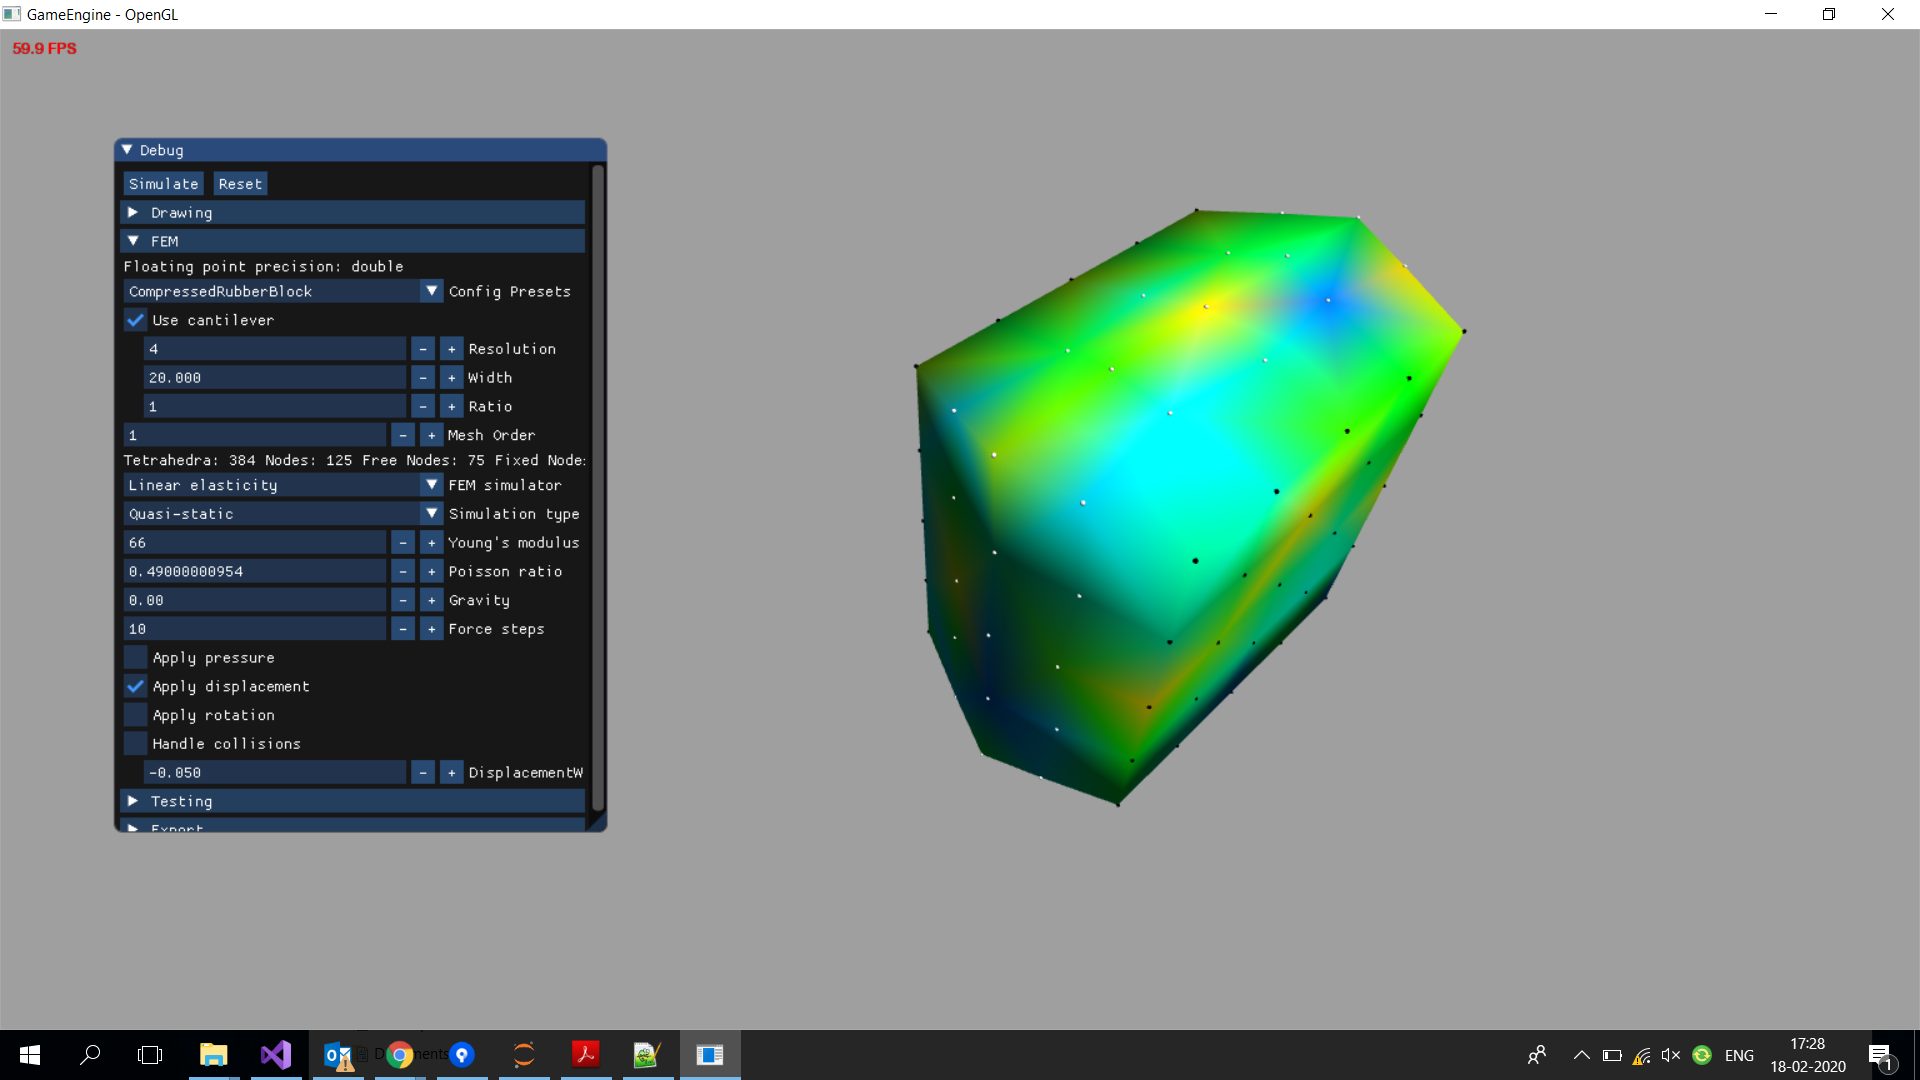 GameEngine - OpenGL
59.9 FPS
Debug
Simulate Reset
Drawing
FEM
Floating point precision: double
CompressedRubberBlock Config Presets
Use cantilever
4 - + Resolution
20.000 - + Width
1 - + Ratio
1 - + Mesh Order
Tetrahedra: 384 Nodes: 125 Free Nodes: 75 Fixed Node:
Linear elasticity FEM simulator
Quasi-static Simulation type
66 - + Young's modulus
0.49000000954 - + Poisson ratio
0.00 - + Gravity
10 - + Force steps
Apply pressure
Apply displacement
Apply rotation
Handle collisions
-0.050 - + DisplacementW
Testing
Export
ENG
17:28
18-02-2020
1